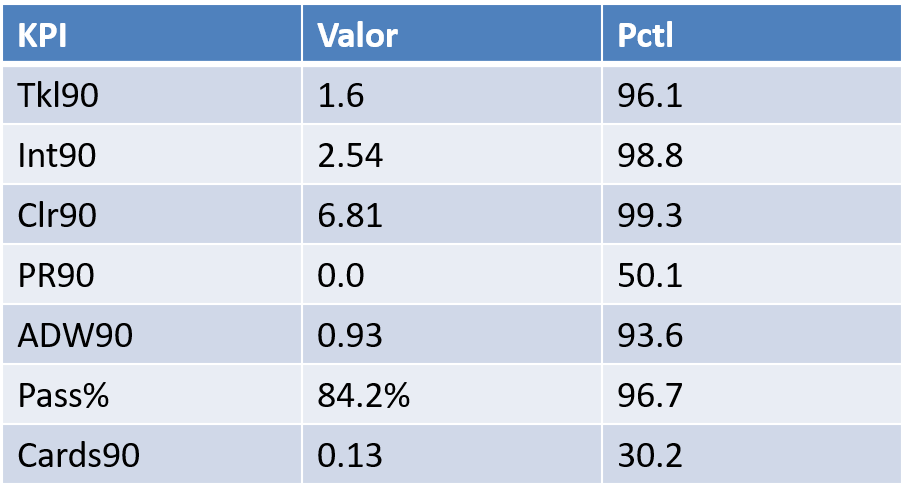 KPI Valor Pctl
Tkl90 1.6 96.1
Int90 2.54 98.8
Clr90 6.81 99.3
PR90 0.0 50.1
ADW90 0.93 93.6
Pass% 84.2% 96.7
Cards90 0.13 30.2